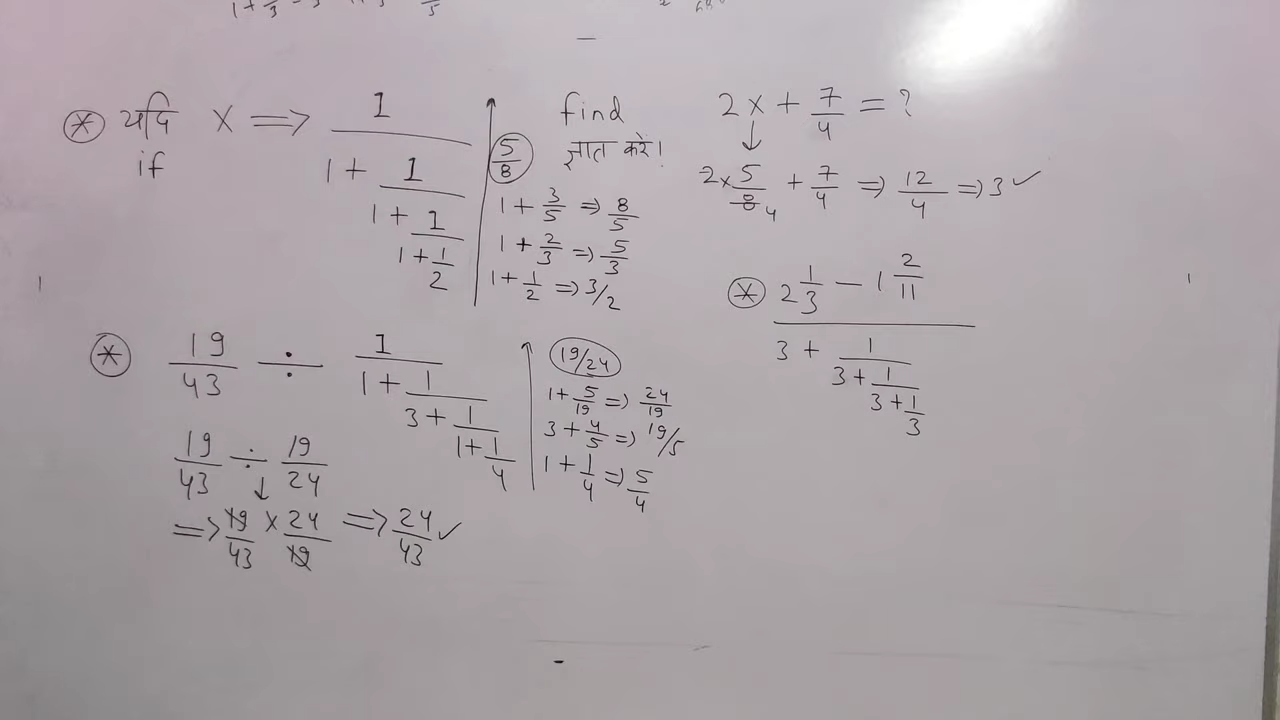 ⊛ यदि x ⟹ 1/(1 + 1/(1 + 1/(1 + 1/2)))
if
5/8
1 + 3/5 ⇒ 8/5
1 + 2/3 ⇒ 5/3
1 + 1/2 ⇒ 3/2
find
ज्ञात करे!
2x + 7/4 = ?
↓
2 × 5/8 4 + 7/4 ⇒ 12/4 ⇒ 3 ✓
⊛ 19/43 ÷ 1/(1 + 1/(3 + 1/(1 + 1/4)))
19/43 ÷ 19/24
↓
⇒ 19/43 × 24/19 ⇒ 24/43 ✓
19/24
1 + 5/19 ⇒ 24/19
3 + 4/5 ⇒ 19/5
1 + 1/4 ⇒ 5/4
⊛ (2 1/3 − 1 2/11)/(3 + 1/(3 + 1/(3 + 1/3)))